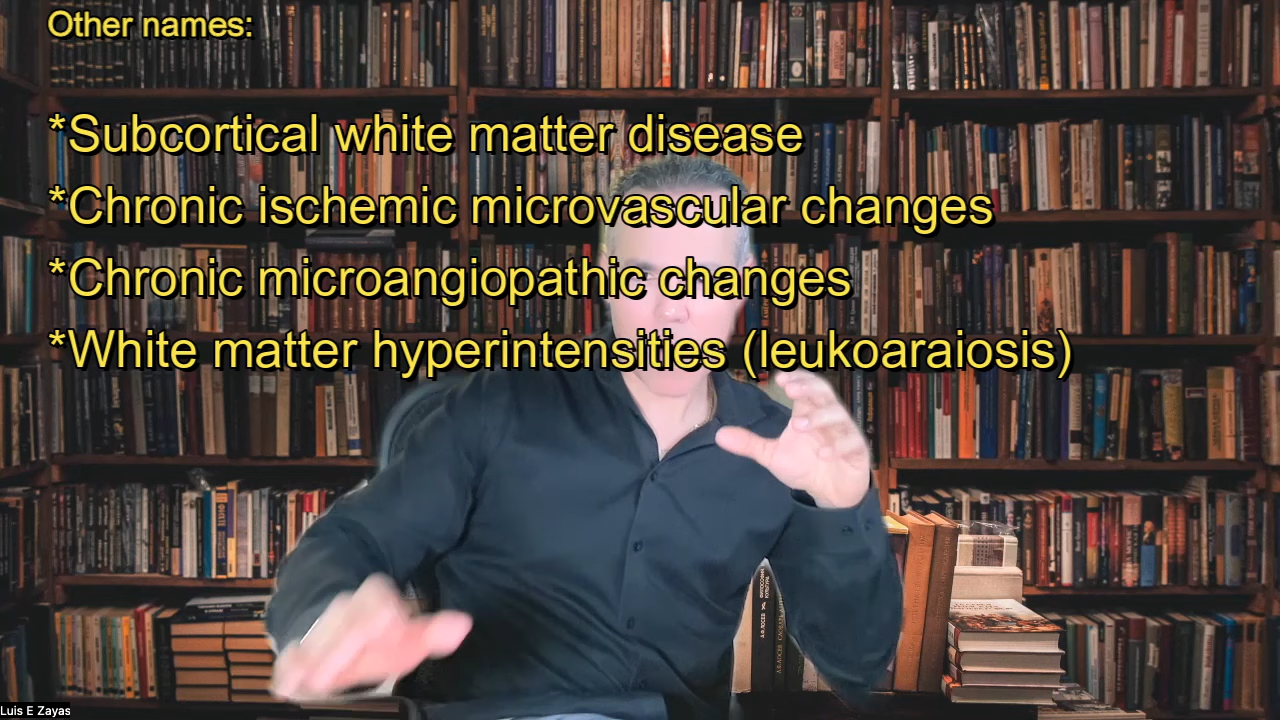 Other names:
*Subcortical white matter disease
*Chronic ischemic microvascular changes
*Chronic microangiopathic changes
*White matter hyperintensities (leukoaraiosis)
Luis E Zayas